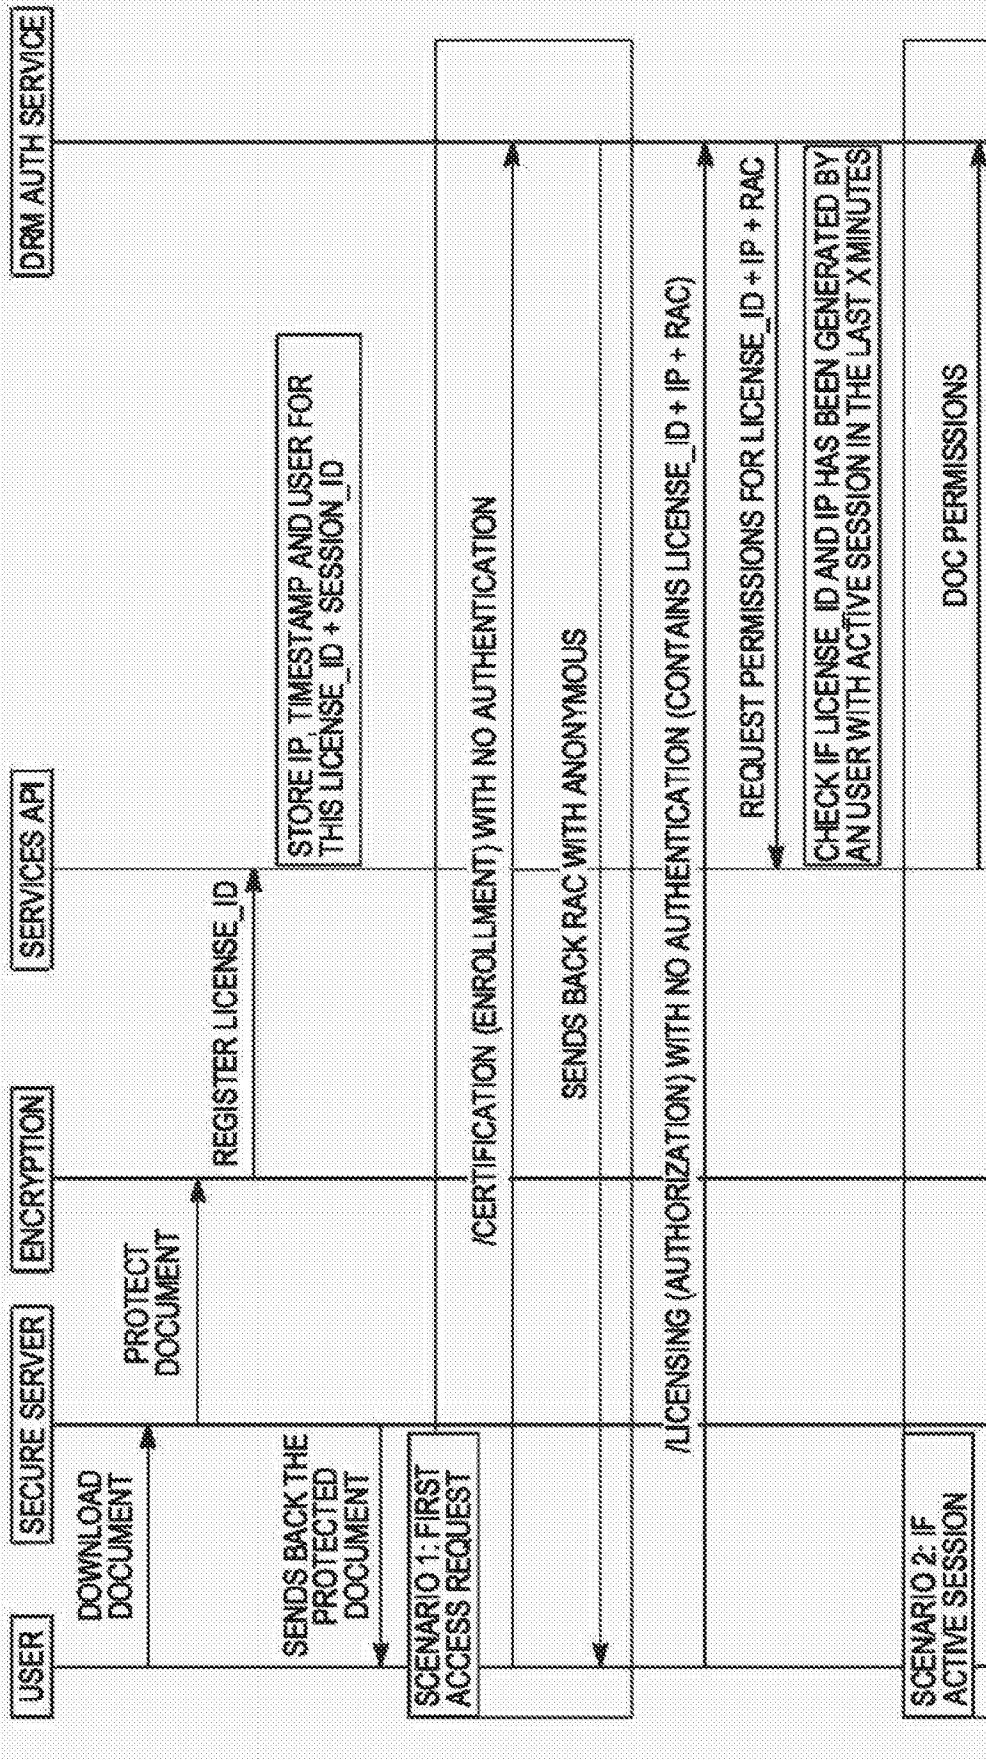 USER
SECURE SERVER
ENCRYPTION
SERVICES API
DRM AUTH SERVICE
DOWNLOAD
DOCUMENT
PROTECT
DOCUMENT
REGISTER LICENSE_ID
STORE IP, TIMESTAMP AND USER FOR
THIS LICENSE_ID + SESSION_ID
SENDS BACK THE
PROTECTED
DOCUMENT
SCENARIO 1: FIRST
ACCESS REQUEST
/CERTIFICATION (ENROLLMENT) WITH NO AUTHENTICATION
SENDS BACK RAC WITH ANONYMOUS
/LICENSING (AUTHORIZATION) WITH NO AUTHENTICATION (CONTAINS LICENSE_ID + IP + RAC)
REQUEST PERMISSIONS FOR LICENSE_ID + IP + RAC
CHECK IF LICENSE_ID AND IP HAS BEEN GENERATED BY
AN USER WITH ACTIVE SESSION IN THE LAST X MINUTES
SCENARIO 2: IF
ACTIVE SESSION
DOC PERMISSIONS